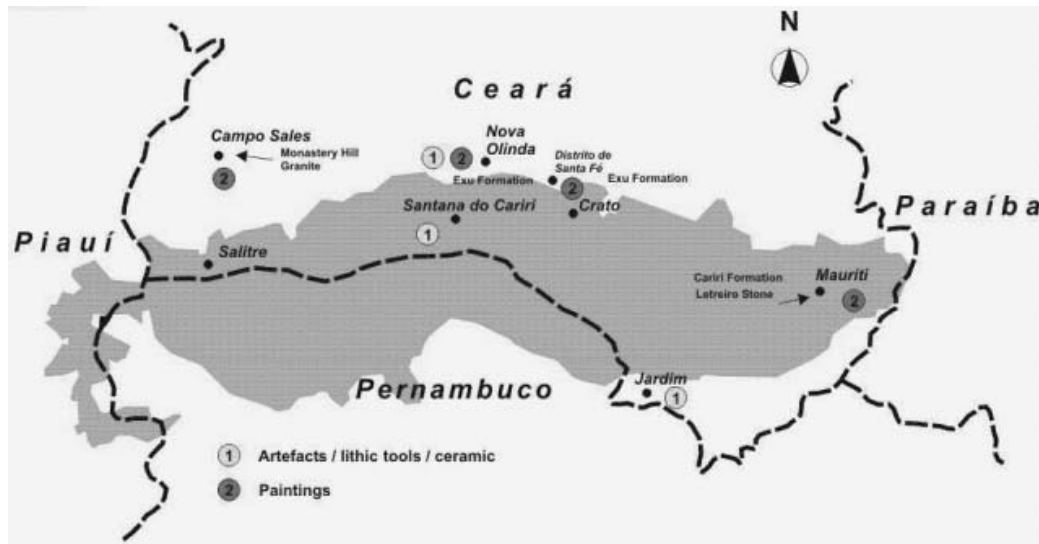 N
Ceará
Campo Sales
Monastery Hill
Granite
2
1
2
Nova
Olinda
Exu Formation
Distrito de
Santa Fé
2
Exu Formation
Crato
Santana do Cariri
1
Paraíba
Piauí
Salitre
Cariri Formation
Letreiro Stone
Mauriti
2
Pernambuco
Jardim
1
1 Artefacts / lithic tools / ceramic
2 Paintings